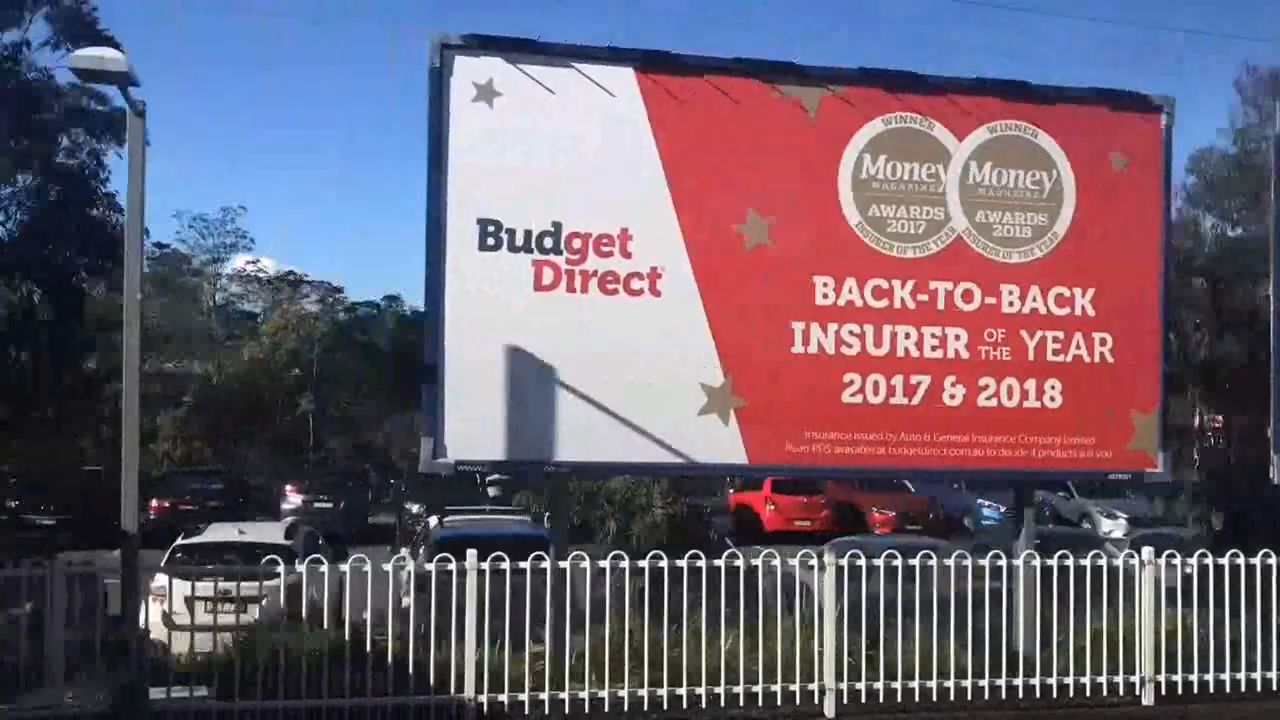 Budget
Direct
WINNER
Money
MAGAZINE
AWARDS
2017
INSURER OF THE YEAR
WINNER
Money
MAGAZINE
AWARDS
2018
INSURER OF THE YEAR
BACK-TO-BACK
INSURER OF THE YEAR
2017 & 2018
Insurance issued by Auto & General Insurance Company Limited
Read PDS available at budgetdirect.com.au to decide if products suit you